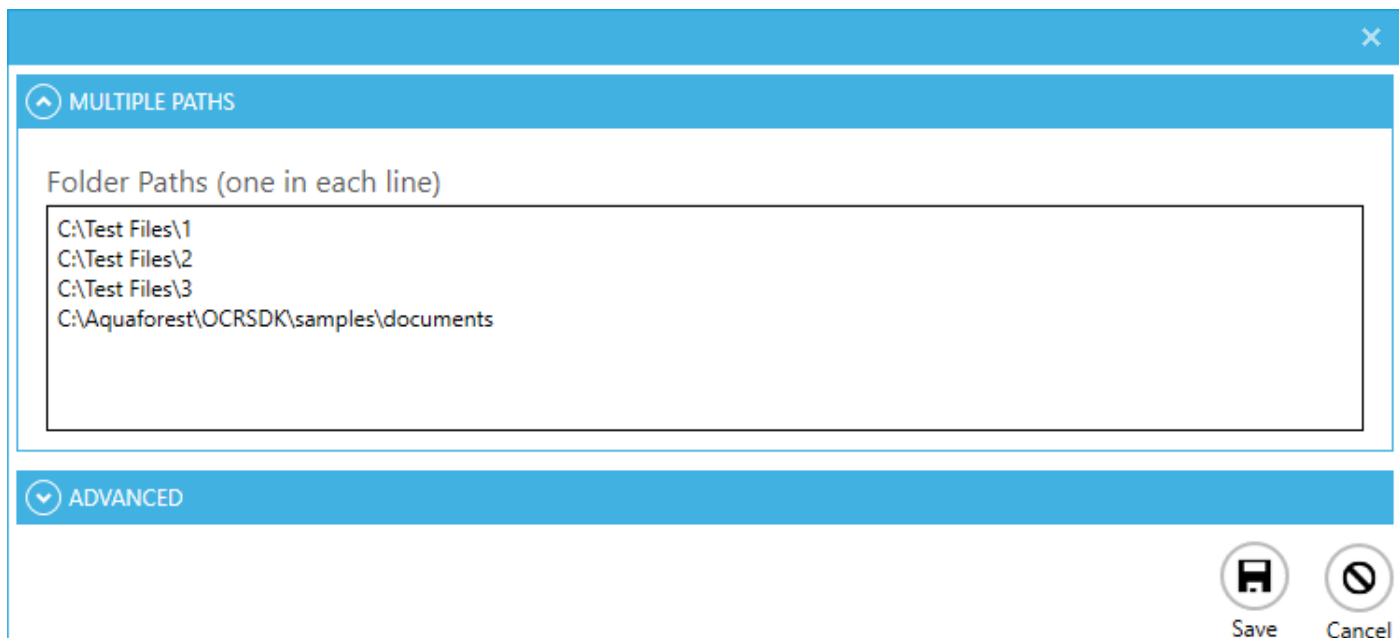 MULTIPLE PATHS
Folder Paths (one in each line)
C:\Test Files\1
C:\Test Files\2
C:\Test Files\3
C:\Aquaforest\OCRSDK\samples\documents
ADVANCED
Save Cancel